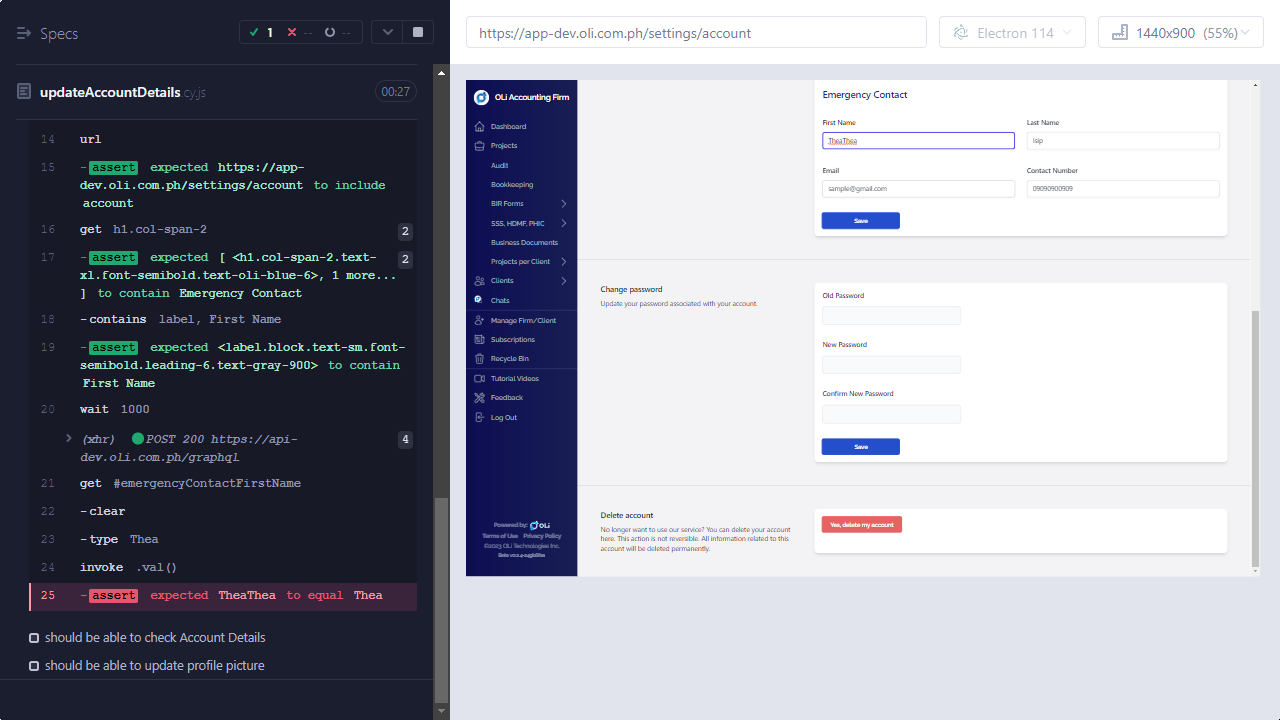 Specs
1
--
--
https://app-dev.oli.com.ph/settings/account
Electron 114
1440x900 (55%)
updateAccountDetails cy.js
00:27
14 url
15 -assert expected https://app-
dev.oli.com.ph/settings/account to include
account
16 get h1.col-span-2
2
17 -assert expected [ <h1.col-span-2.text-
xl.font-semibold.text-oli-blue-6>, 1 more...
] to contain Emergency Contact
2
18 -contains label, First Name
19 -assert expected <label.block.text-sm.font-
semibold.leading-6.text-gray-900> to contain
First Name
20 wait 1000
(xhr) POST 200 https://api-
dev.oli.com.ph/graphql
4
21 get #emergencyContactFirstName
22 -clear
23 -type Thea
24 invoke .val()
25 -assert expected TheaThea to equal Thea
should be able to check Account Details
should be able to update profile picture
OLi Accounting Firm
Dashboard
Projects
Audit
Bookkeeping
BIR Forms
SSS, HDMF, PHIC
Business Documents
Projects per Client
Clients
Chats
Manage Firm/Client
Subscriptions
Recycle Bin
Tutorial Videos
Feedback
Log Out
Powered by: OLi
Terms of Use Privacy Policy
©2023 OLi Technologies Inc.
Emergency Contact
First Name
Last Name
TheaThea
Isip
Email
Contact Number
sample@gmail.com
09090900909
Save
Change password
Update your password associated with your account.
Old Password
New Password
Confirm New Password
Save
Delete account
No longer want to use our service? You can delete your account
here. This action is not reversible. All information related to this
account will be deleted permanently.
Yes, delete my account